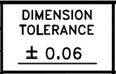 DIMENSION
TOLERANCE
± 0.06